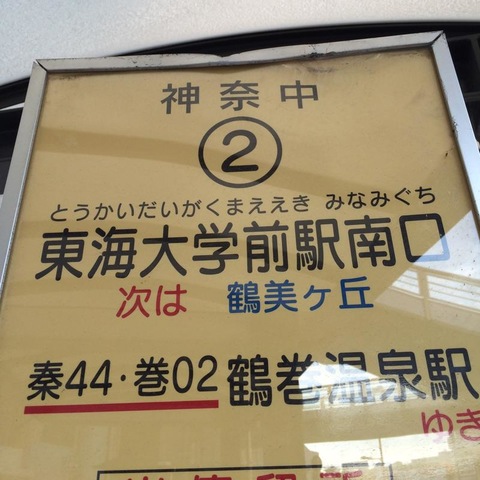 神奈中
②
とうかいだいがくまええき みなみぐち
東海大学前駅南口
次は 鶴美ヶ丘
秦44・巻02 鶴巻温泉駅
ゆき